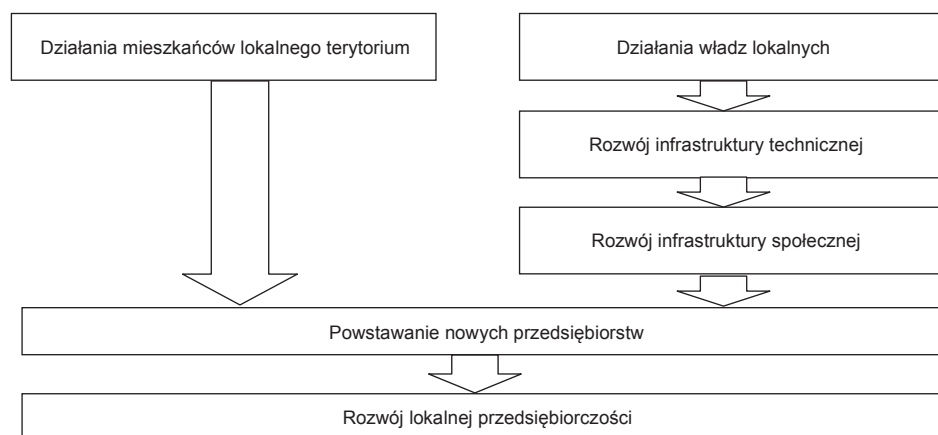 Działania mieszkańców lokalnego terytorium
Działania władz lokalnych
Rozwój infrastruktury technicznej
Rozwój infrastruktury społecznej
Powstawanie nowych przedsiębiorstw
Rozwój lokalnej przedsiębiorczości